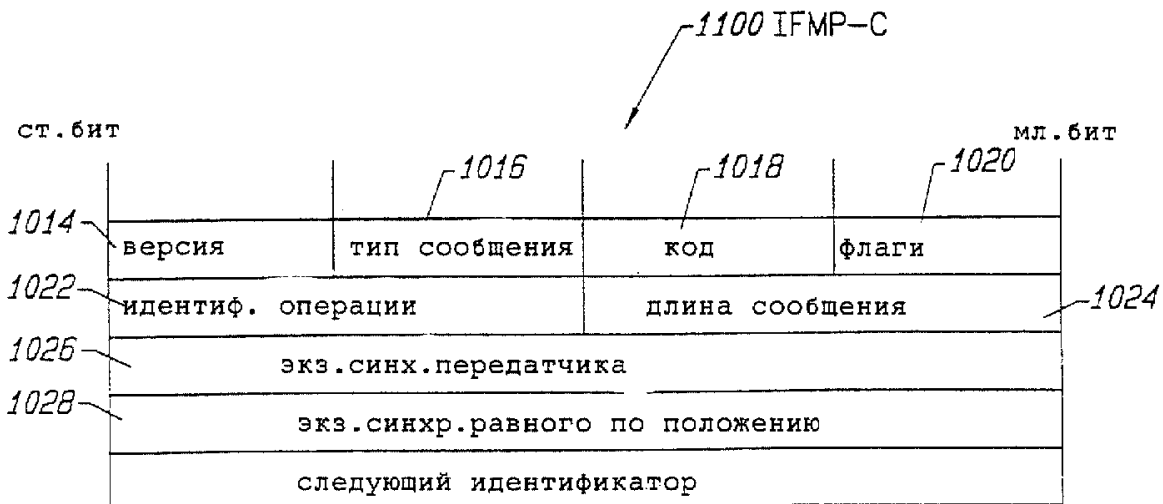 1100 IFMP-C
ст.бит мл.бит
1016 1018 1020
1014 версия тип сообщения код флаги
1022 идентиф. операции длина сообщения 1024
1026 экз.синх.передатчика
1028 экз.синхр.равного по положению
следующий идентификатор